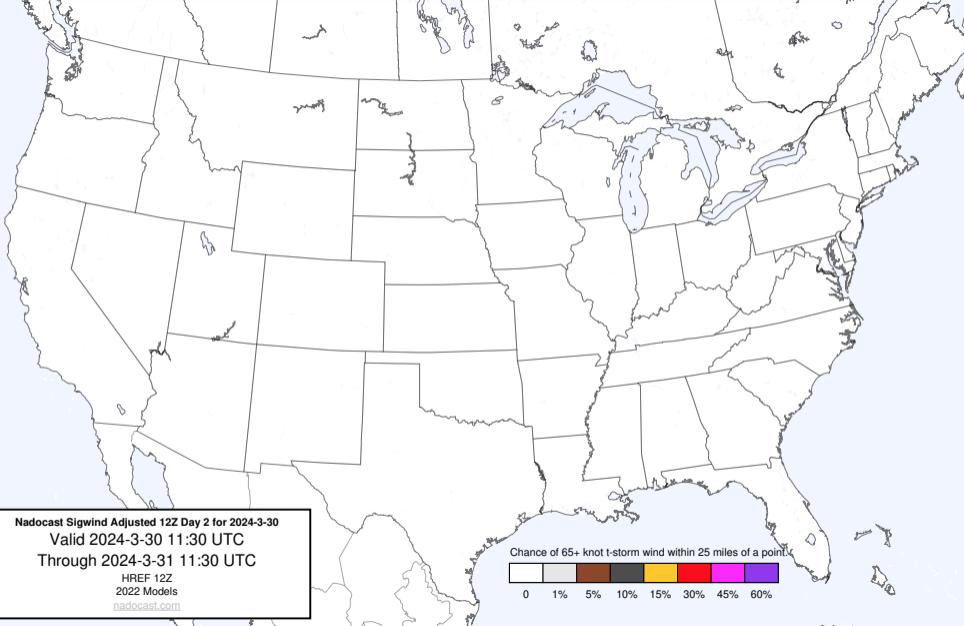 Nadocast Sigwind Adjusted 12Z Day 2 for 2024-3-30
Valid 2024-3-30 11:30 UTC
Through 2024-3-31 11:30 UTC
HREF 12Z
2022 Models
nadocast.com
Chance of 65+ knot t-storm wind within 25 miles of a point.
0 1% 5% 10% 15% 30% 45% 60%